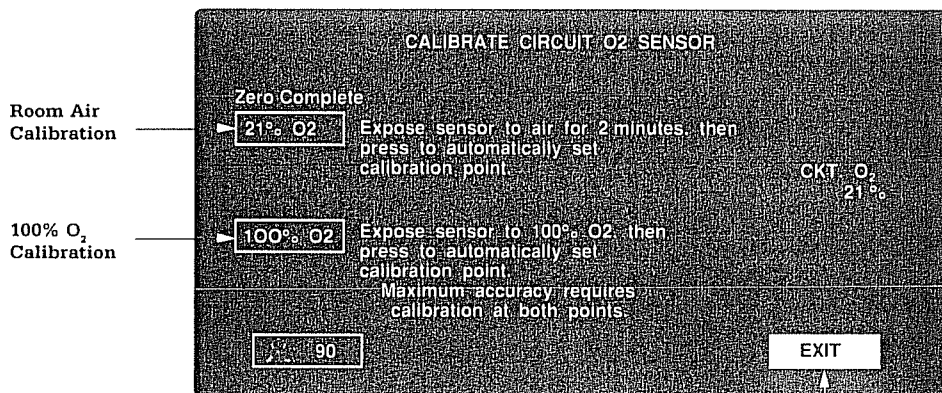 CALIBRATE CIRCUIT O2 SENSOR
Zero Complete
Room Air
Calibration
21% O2
Expose sensor to air for 2 minutes, then
press to automatically set
calibration point.
CKT O₂
21 %
100% O₂
Calibration
100% O2
Expose sensor to 100% O2, then
press to automatically set
calibration point.
Maximum accuracy requires
calibration at both points.
90
EXIT